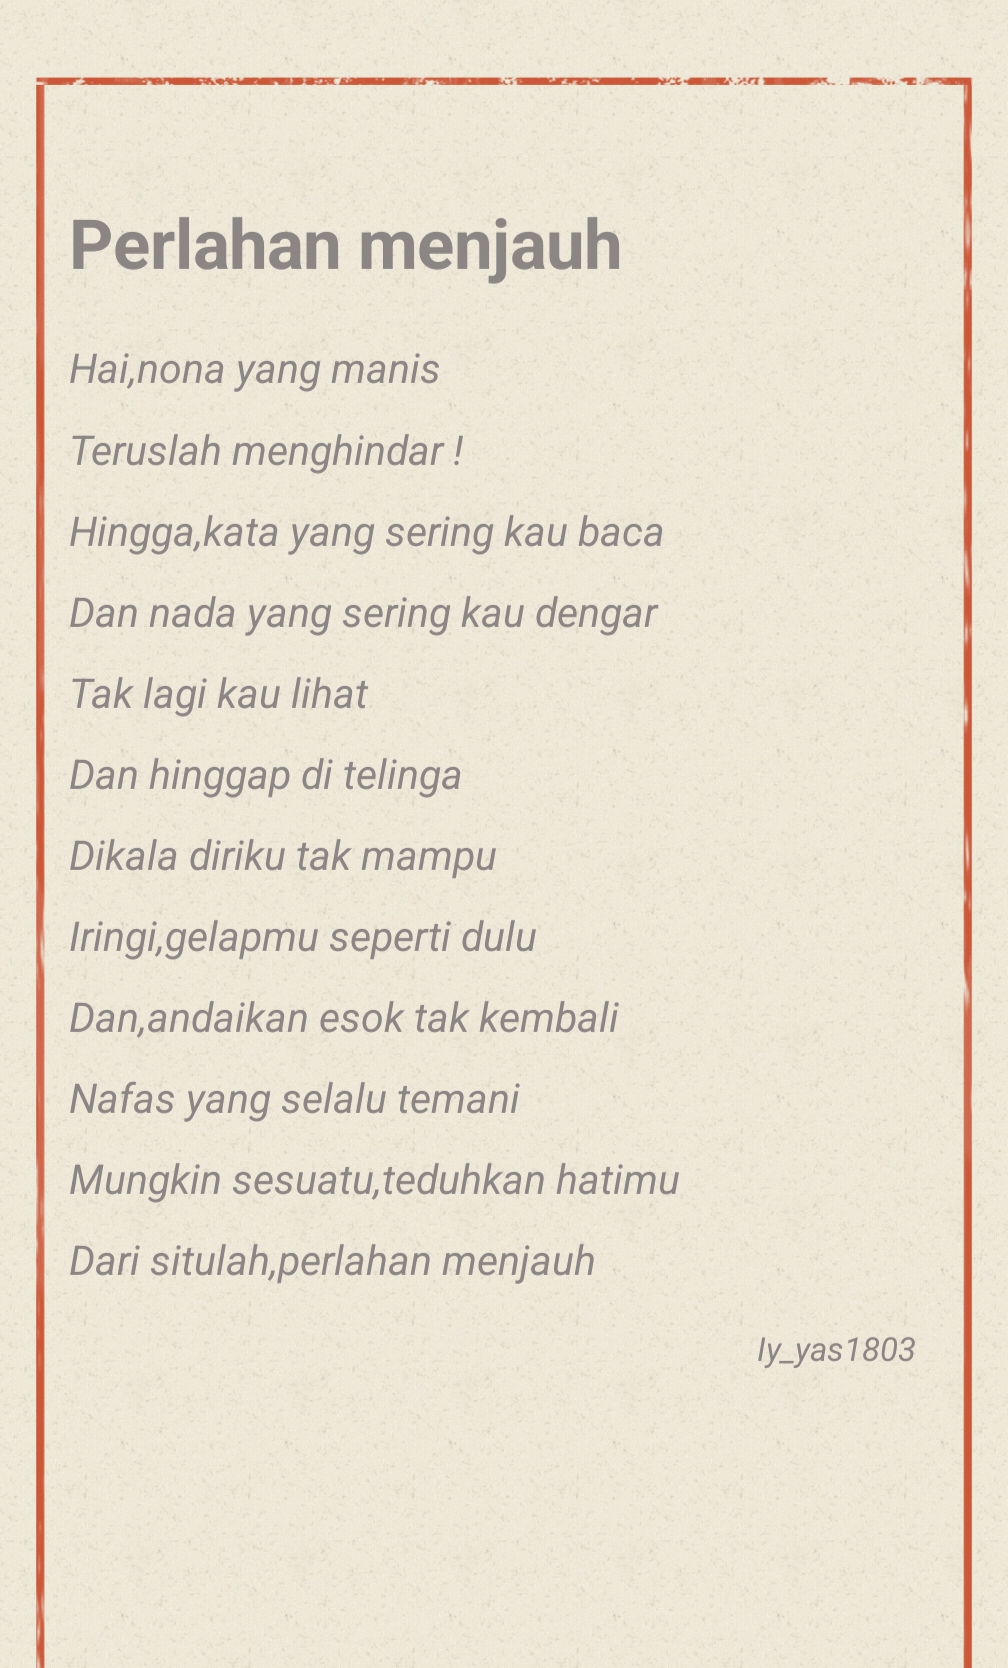 Perlahan menjauh
Hai,nona yang manis
Teruslah menghindar !
Hingga,kata yang sering kau baca
Dan nada yang sering kau dengar
Tak lagi kau lihat
Dan hinggap di telinga
Dikala diriku tak mampu
Iringi,gelapmu seperti dulu
Dan,andaikan esok tak kembali
Nafas yang selalu temani
Mungkin sesuatu,teduhkan hatimu
Dari situlah,perlahan menjauh
Iy_yas1803